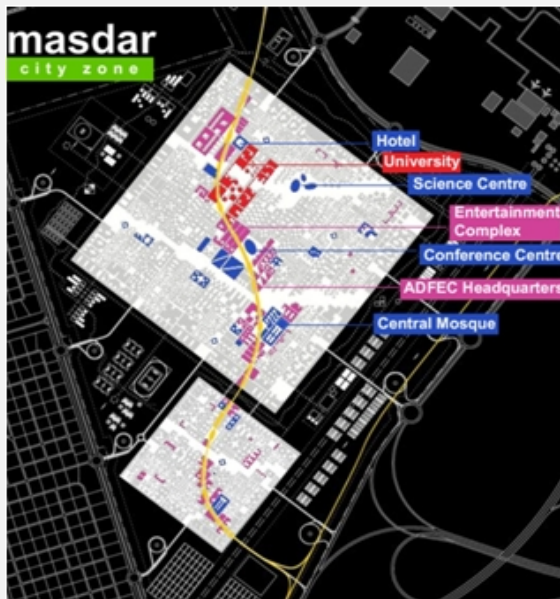 masdar
city zone
Hotel
University
Science Centre
Entertainment
Complex
Conference Centre
ADFEC Headquarters
Central Mosque